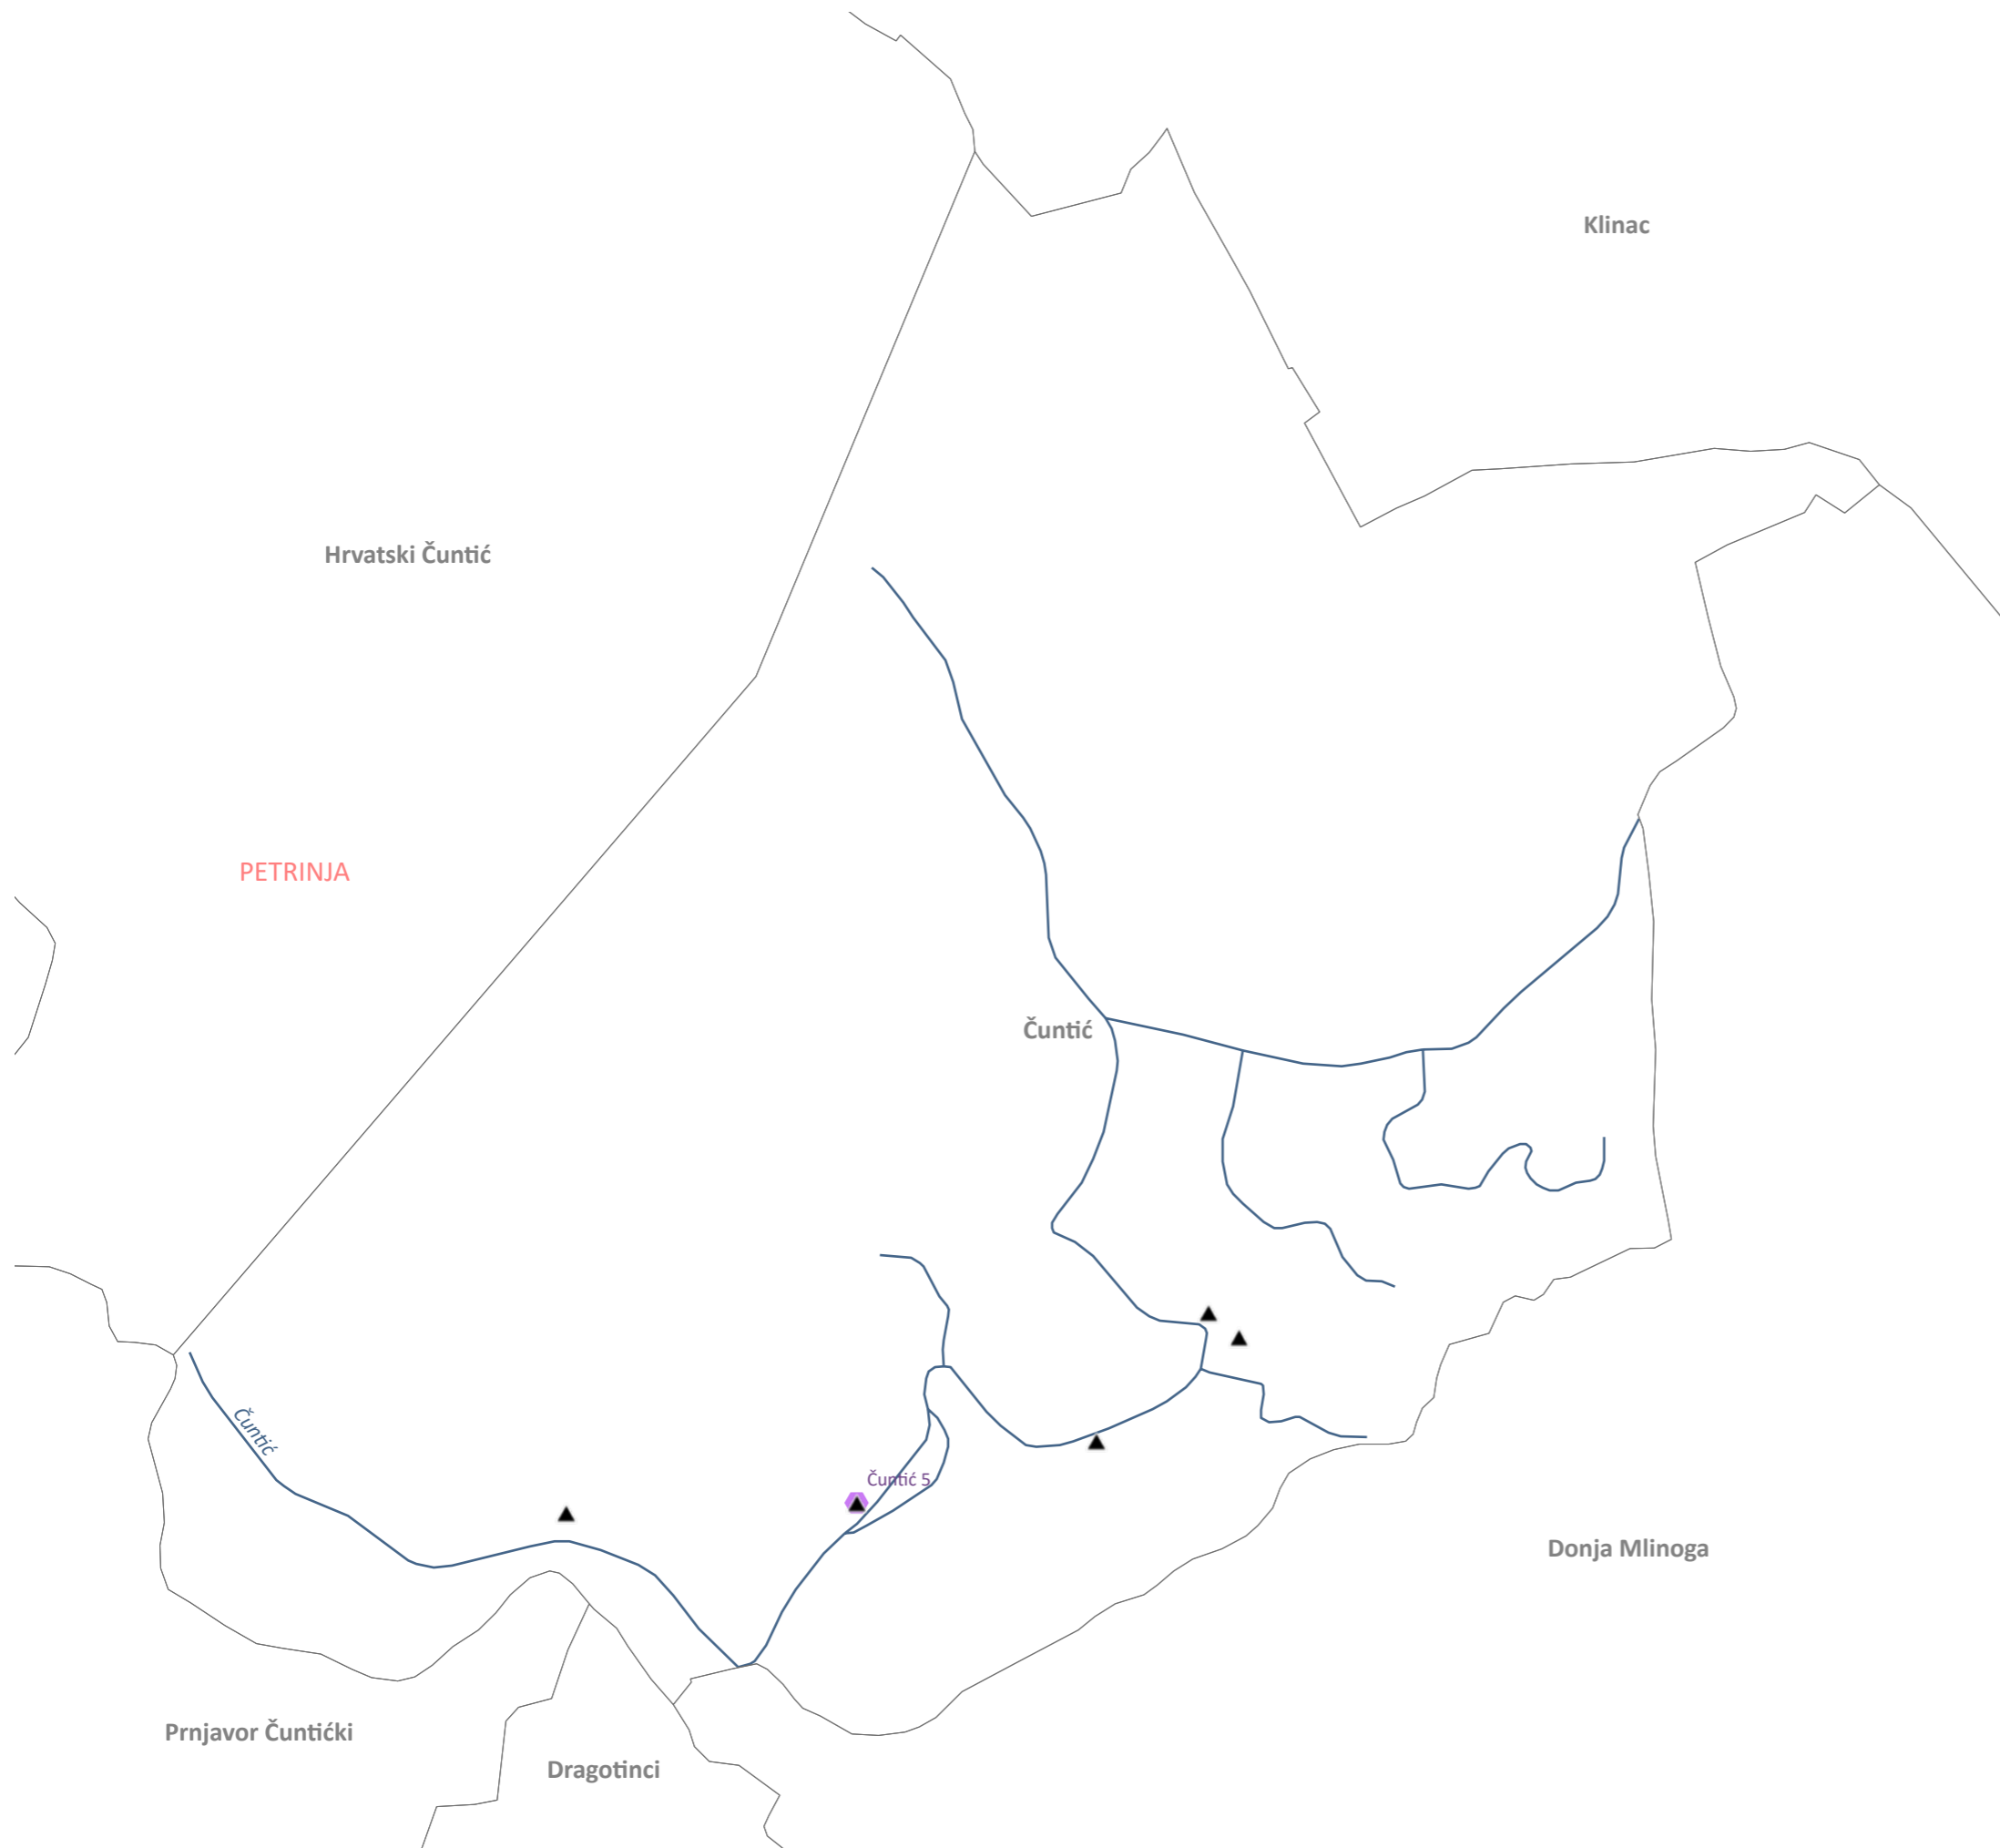 Klinac
Hrvatski Čuntić
PETRINJA
Čuntić
Čuntić
Čuntić 5
Donja Mlinoga
Prnjavor Čuntićki
Dragotinci